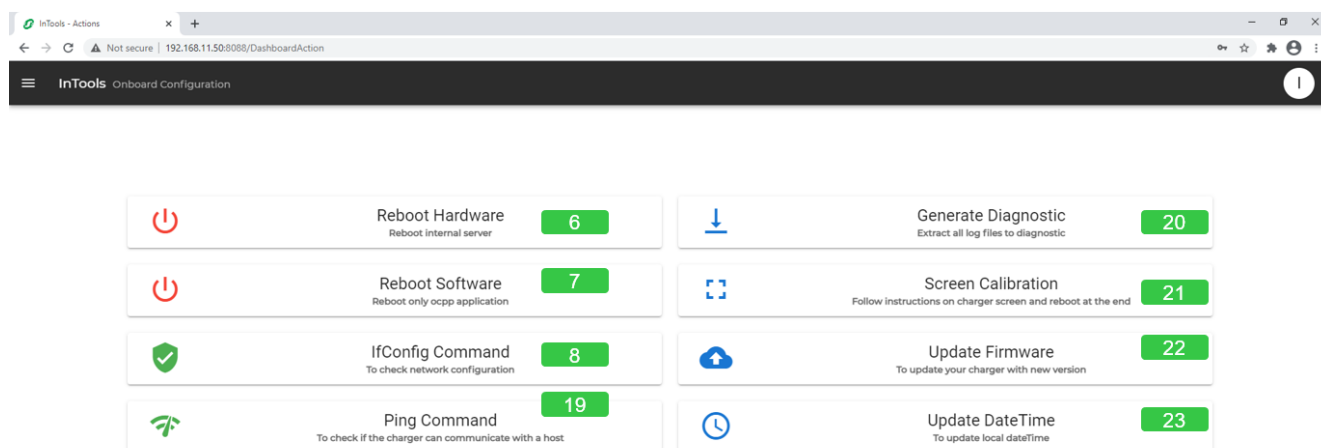 InTools - Actions
Not secure | 192.168.11.50:8088/DashboardAction
InTools Onboard Configuration
I
Reboot Hardware
Reboot internal server
6
Generate Diagnostic
Extract all log files to diagnostic
20
Reboot Software
Reboot only ocpp application
7
Screen Calibration
Follow instructions on charger screen and reboot at the end
21
IfConfig Command
To check network configuration
8
Update Firmware
To update your charger with new version
22
Ping Command
To check if the charger can communicate with a host
19
Update DateTime
To update local dateTime
23